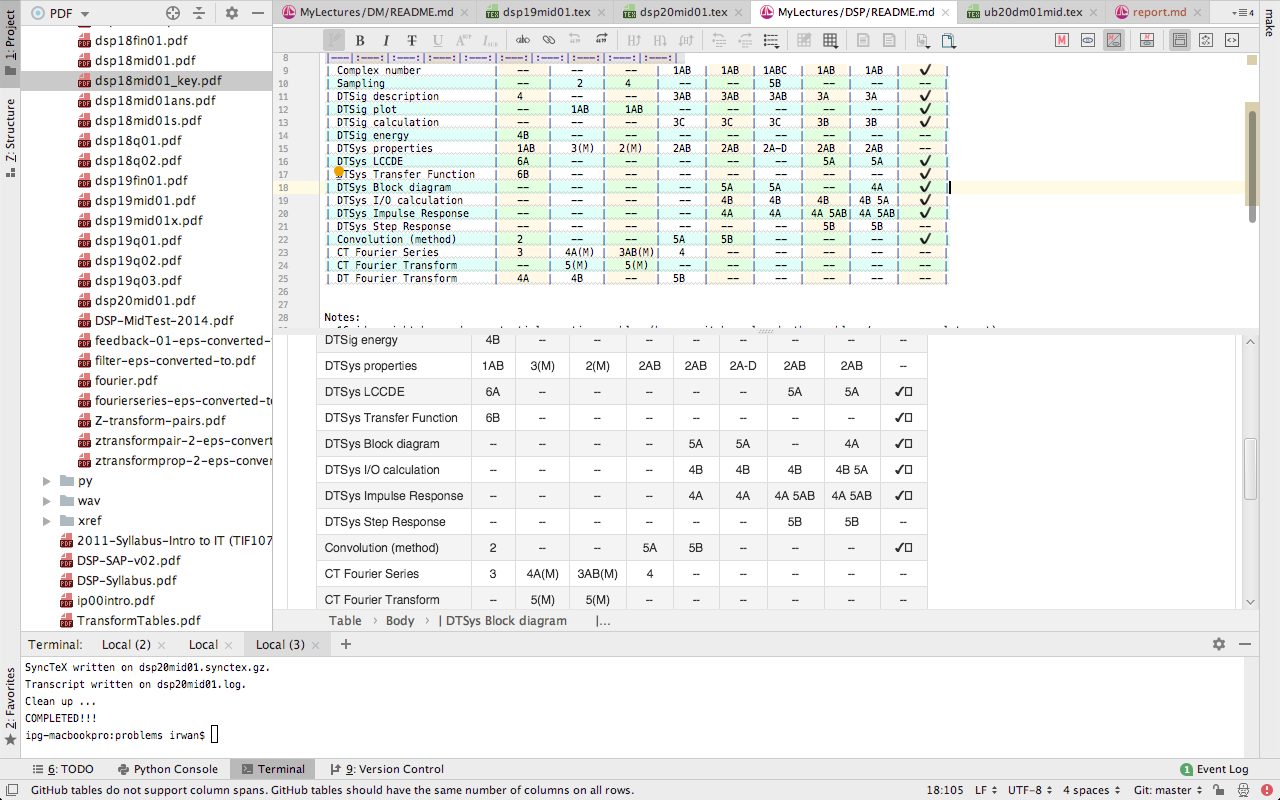 PDF
MyLectures/DM/README.md
dsp19mid01.tex
dsp20mid01.tex
MyLectures/DSP/README.md
ub20dm01mid.tex
report.md
4
1: Project
Z: Structure
2: Favorites
make
dsp18fin01.pdf
dsp18mid01.pdf
dsp18mid01_key.pdf
dsp18mid01ans.pdf
dsp18mid01s.pdf
dsp18q01.pdf
dsp18q02.pdf
dsp19fin01.pdf
dsp19mid01.pdf
dsp19mid01x.pdf
dsp19q01.pdf
dsp19q02.pdf
dsp19q03.pdf
dsp20mid01.pdf
DSP-MidTest-2014.pdf
feedback-01-eps-converted-
filter-eps-converted-to.pdf
fourier.pdf
fourierseries-eps-converted-to
Z-transform-pairs.pdf
ztransformpair-2-eps-convert
ztransformprop-2-eps-conver
py
wav
xref
2011-Syllabus-Intro to IT (TIF107
DSP-SAP-v02.pdf
DSP-Syllabus.pdf
ip00intro.pdf
TransformTables.pdf
8 |———|:———:|:———:|:———:|:———:|:———:|:———:|:———:|:———:|:———:|
9 | Complex number | -- | -- | -- | 1AB | 1AB | 1ABC | 1AB | 1AB | ✔ |
10 | Sampling | -- | 2 | 4 | -- | -- | 5B | -- | -- | ✔ |
11 | DTSig description | 4 | -- | -- | 3AB | 3AB | 3AB | 3A | 3A | ✔ |
12 | DTSig plot | -- | 1AB | 1AB | -- | -- | -- | -- | -- | ✔ |
13 | DTSig calculation | -- | -- | -- | 3C | 3C | 3C | 3B | 3B | ✔ |
14 | DTSig energy | 4B | -- | -- | -- | -- | -- | -- | -- | -- |
15 | DTSys properties | 1AB | 3(M) | 2(M) | 2AB | 2AB | 2A-D | 2AB | 2AB | -- |
16 | DTSys LCCDE | 6A | -- | -- | -- | -- | -- | 5A | 5A | ✔ |
17 | DTSys Transfer Function | 6B | -- | -- | -- | -- | -- | -- | -- | ✔ |
18 | DTSys Block diagram | -- | -- | -- | -- | 5A | 5A | -- | 4A | ✔ |
19 | DTSys I/O calculation | -- | -- | -- | -- | 4B | 4B | 4B | 4B 5A | ✔ |
20 | DTSys Impulse Response | -- | -- | -- | -- | 4A | 4A | 4A 5AB | 4A 5AB | ✔ |
21 | DTSys Step Response | -- | -- | -- | -- | -- | -- | 5B | 5B | -- |
22 | Convolution (method) | 2 | -- | -- | 5A | 5B | -- | -- | -- | ✔ |
23 | CT Fourier Series | 3 | 4A(M) | 3AB(M) | 4 | -- | -- | -- | -- | -- |
24 | CT Fourier Transform | -- | 5(M) | 5(M) | -- | -- | -- | -- | -- | -- |
25 | DT Fourier Transform | 4A | 4B | -- | 5B | -- | -- | -- | -- | -- |
26
27
28 Notes:
DTSig energy 4B -- -- -- -- -- -- -- --
DTSys properties 1AB 3(M) 2(M) 2AB 2AB 2A-D 2AB 2AB --
DTSys LCCDE 6A -- -- -- -- -- 5A 5A ✔
DTSys Transfer Function 6B -- -- -- -- -- -- -- ✔
DTSys Block diagram -- -- -- -- 5A 5A -- 4A ✔
DTSys I/O calculation -- -- -- -- 4B 4B 4B 4B 5A ✔
DTSys Impulse Response -- -- -- -- 4A 4A 4A 5AB 4A 5AB ✔
DTSys Step Response -- -- -- -- -- -- 5B 5B --
Convolution (method) 2 -- -- 5A 5B -- -- -- ✔
CT Fourier Series 3 4A(M) 3AB(M) 4 -- -- -- -- --
CT Fourier Transform -- 5(M) 5(M) -- -- -- -- -- --
Table › Body › | DTSys Block diagram |...
Terminal: Local (2) Local Local (3)
SyncTeX written on dsp20mid01.synctex.gz.
Transcript written on dsp20mid01.log.
Clean up ...
COMPLETED!!!
ipg-macbookpro:problems irwan$
6: TODO Python Console Terminal 9: Version Control 1 Event Log
GitHub tables do not support column spans. GitHub tables should have the same number of columns on all rows. 18:105 LF UTF-8 4 spaces Git: master